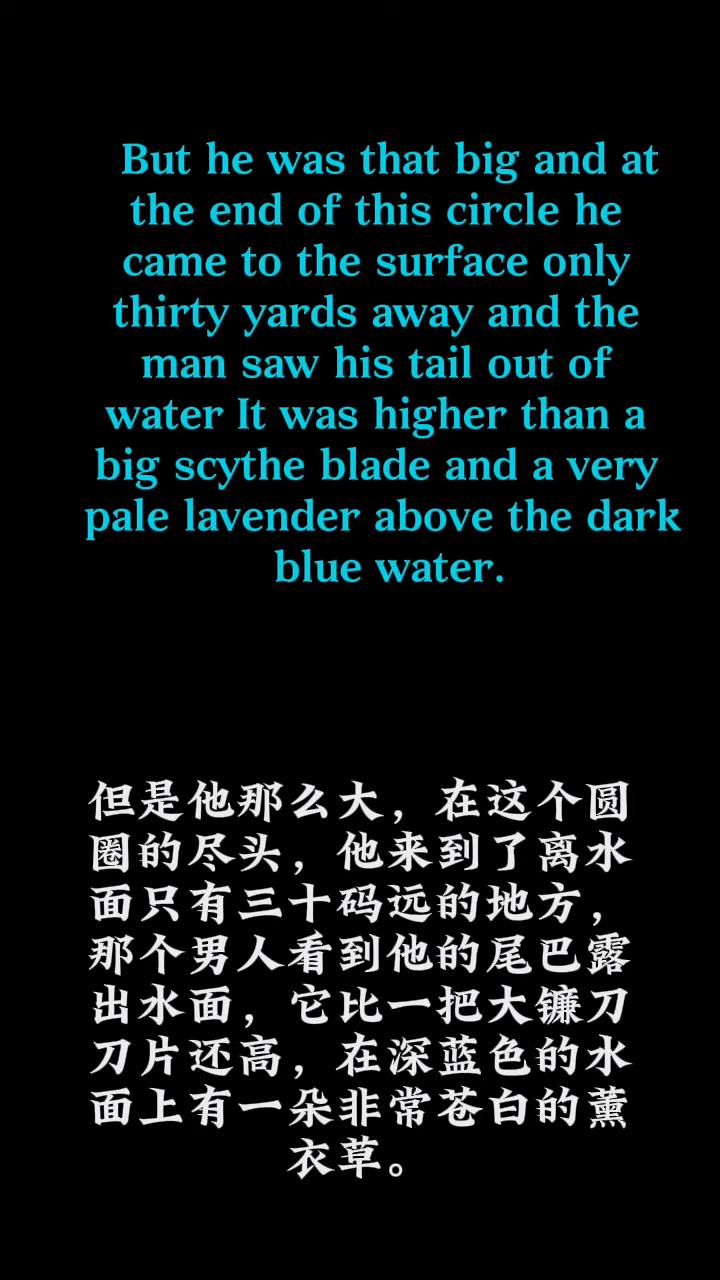 But he was that big and at
the end of this circle he
came to the surface only
thirty yards away and the
man saw his tail out of
water It was higher than a
big scythe blade and a very
pale lavender above the dark
blue water.
但是他那么大，在这个圆
圈的尽头，他来到了离水
面只有三十码远的地方，
那个男人看到他的尾巴露
出水面，它比一把大镰刀
刀片还高，在深蓝色的水
面上有一朵非常苍白的薰
衣草。